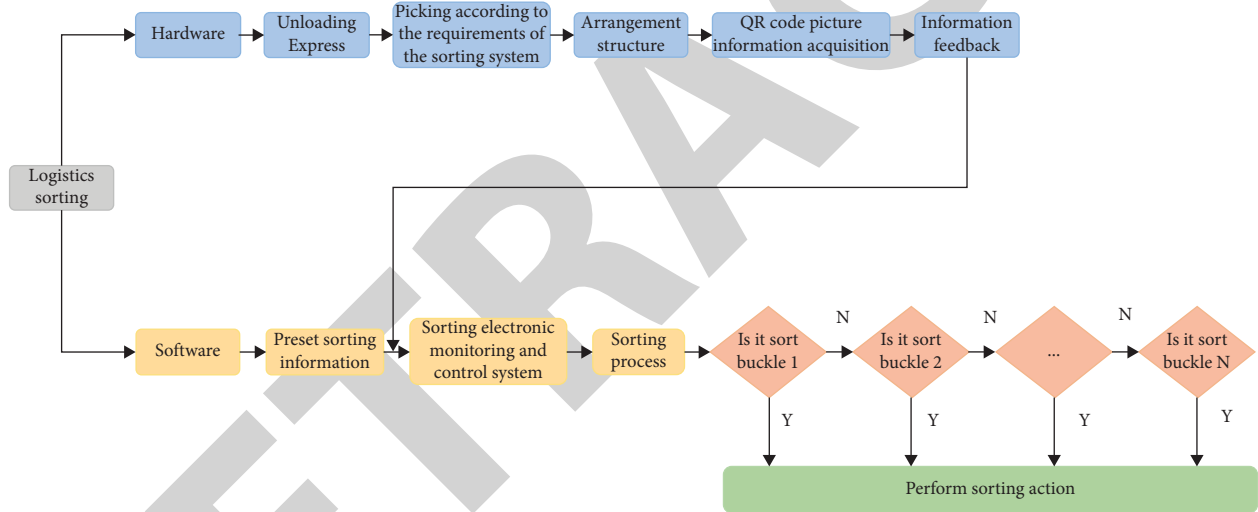 Hardware
Unloading
Express
Picking according to
the requirements of
the sorting system
Arrangement
structure
QR code picture
information acquisition
Information
feedback
Logistics
sorting
Software
Preset sorting
information
Sorting electronic
monitoring and
control system
Sorting
process
Is it sort
buckle 1
N
Is it sort
buckle 2
N
...
N
Is it sort
buckle N
Y
Y
Y
Y
Perform sorting action